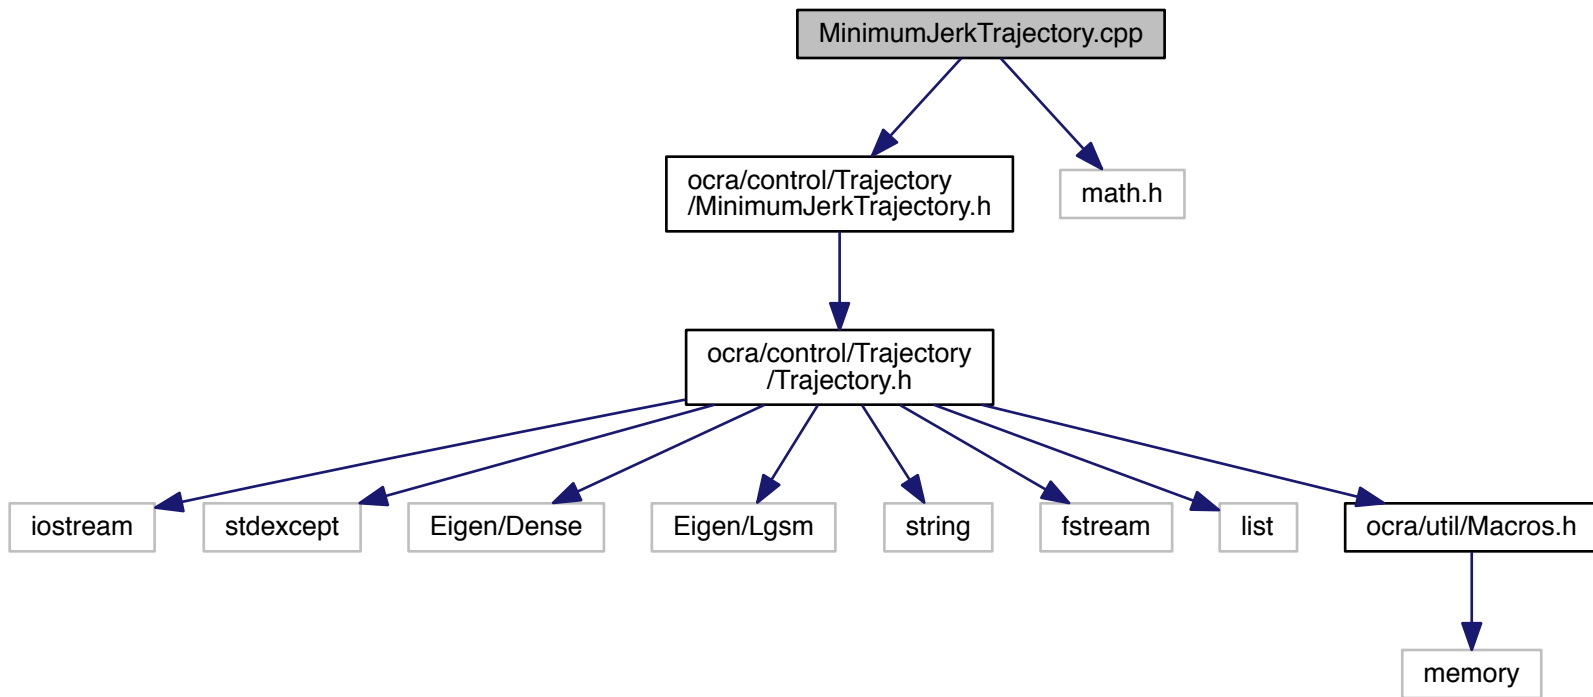 MinimumJerkTrajectory.cpp
ocra/control/Trajectory
/MinimumJerkTrajectory.h
math.h
ocra/control/Trajectory
/Trajectory.h
iostream
stdexcept
Eigen/Dense
Eigen/Lgsm
string
fstream
list
ocra/util/Macros.h
memory